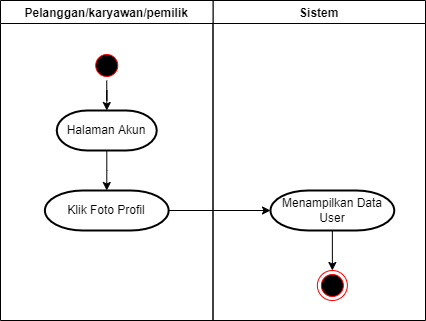 Pelanggan/karyawan/pemilik
Sistem
Halaman Akun
Klik Foto Profil
Menampilkan Data
User